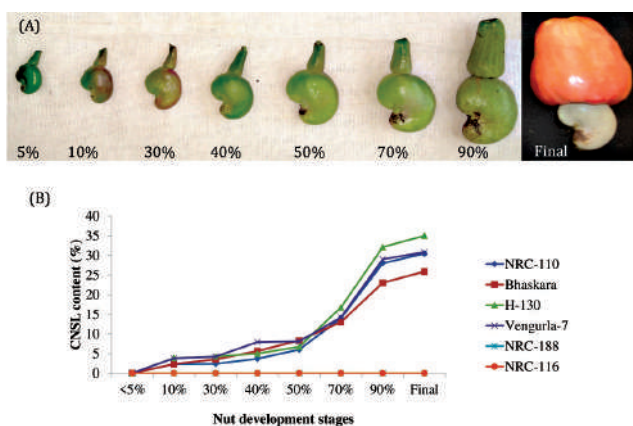 (A)
5% 10% 30% 40% 50% 70% 90% Final
(B)
CNSL content (%)
40
35
30
25
20
15
10
5
0
<5% 10% 30% 40% 50% 70% 90% Final
Nut development stages
NRC-110
Bhaskara
H-130
Vengurla-7
NRC-188
NRC-116